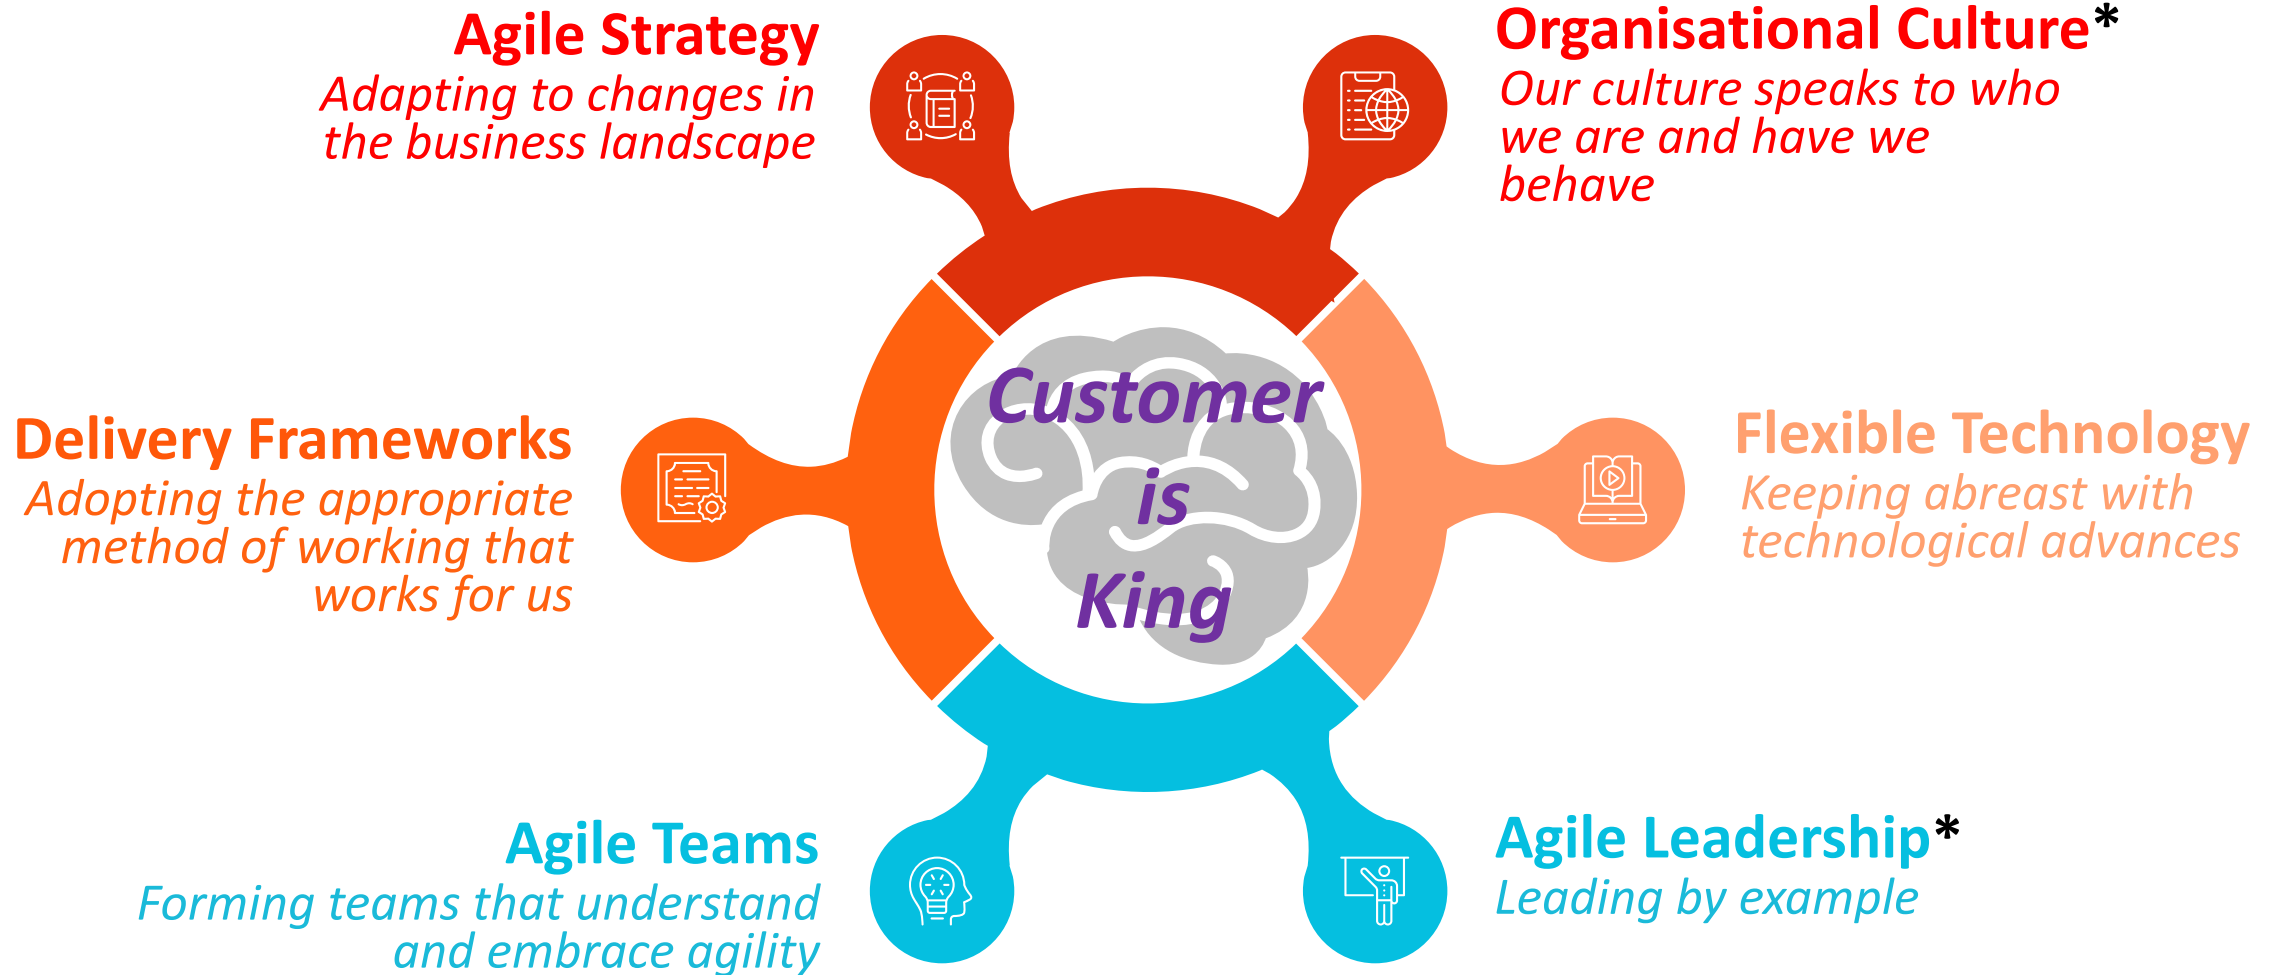 Agile Strategy
Adapting to changes in
the business landscape
Organisational Culture*
Our culture speaks to who
we are and have we
behave
Delivery Frameworks
Adopting the appropriate
method of working that
works for us
Customer
is
King
Flexible Technology
Keeping abreast with
technological advances
Agile Teams
Forming teams that understand
and embrace agility
Agile Leadership*
Leading by example